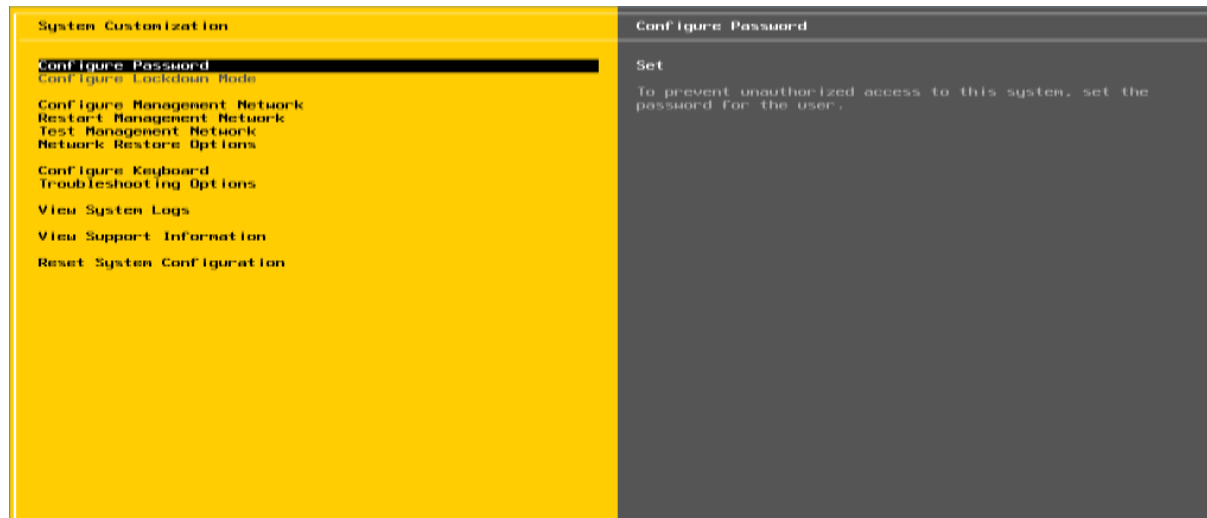 System Customization
Configure Password
Configure Lockdown Mode
Configure Management Network
Restart Management Network
Test Management Network
Network Restore Options
Configure Keyboard
Troubleshooting Options
View System Logs
View Support Information
Reset System Configuration
Configure Password
Set
To prevent unauthorized access to this system, set the
password for the user.